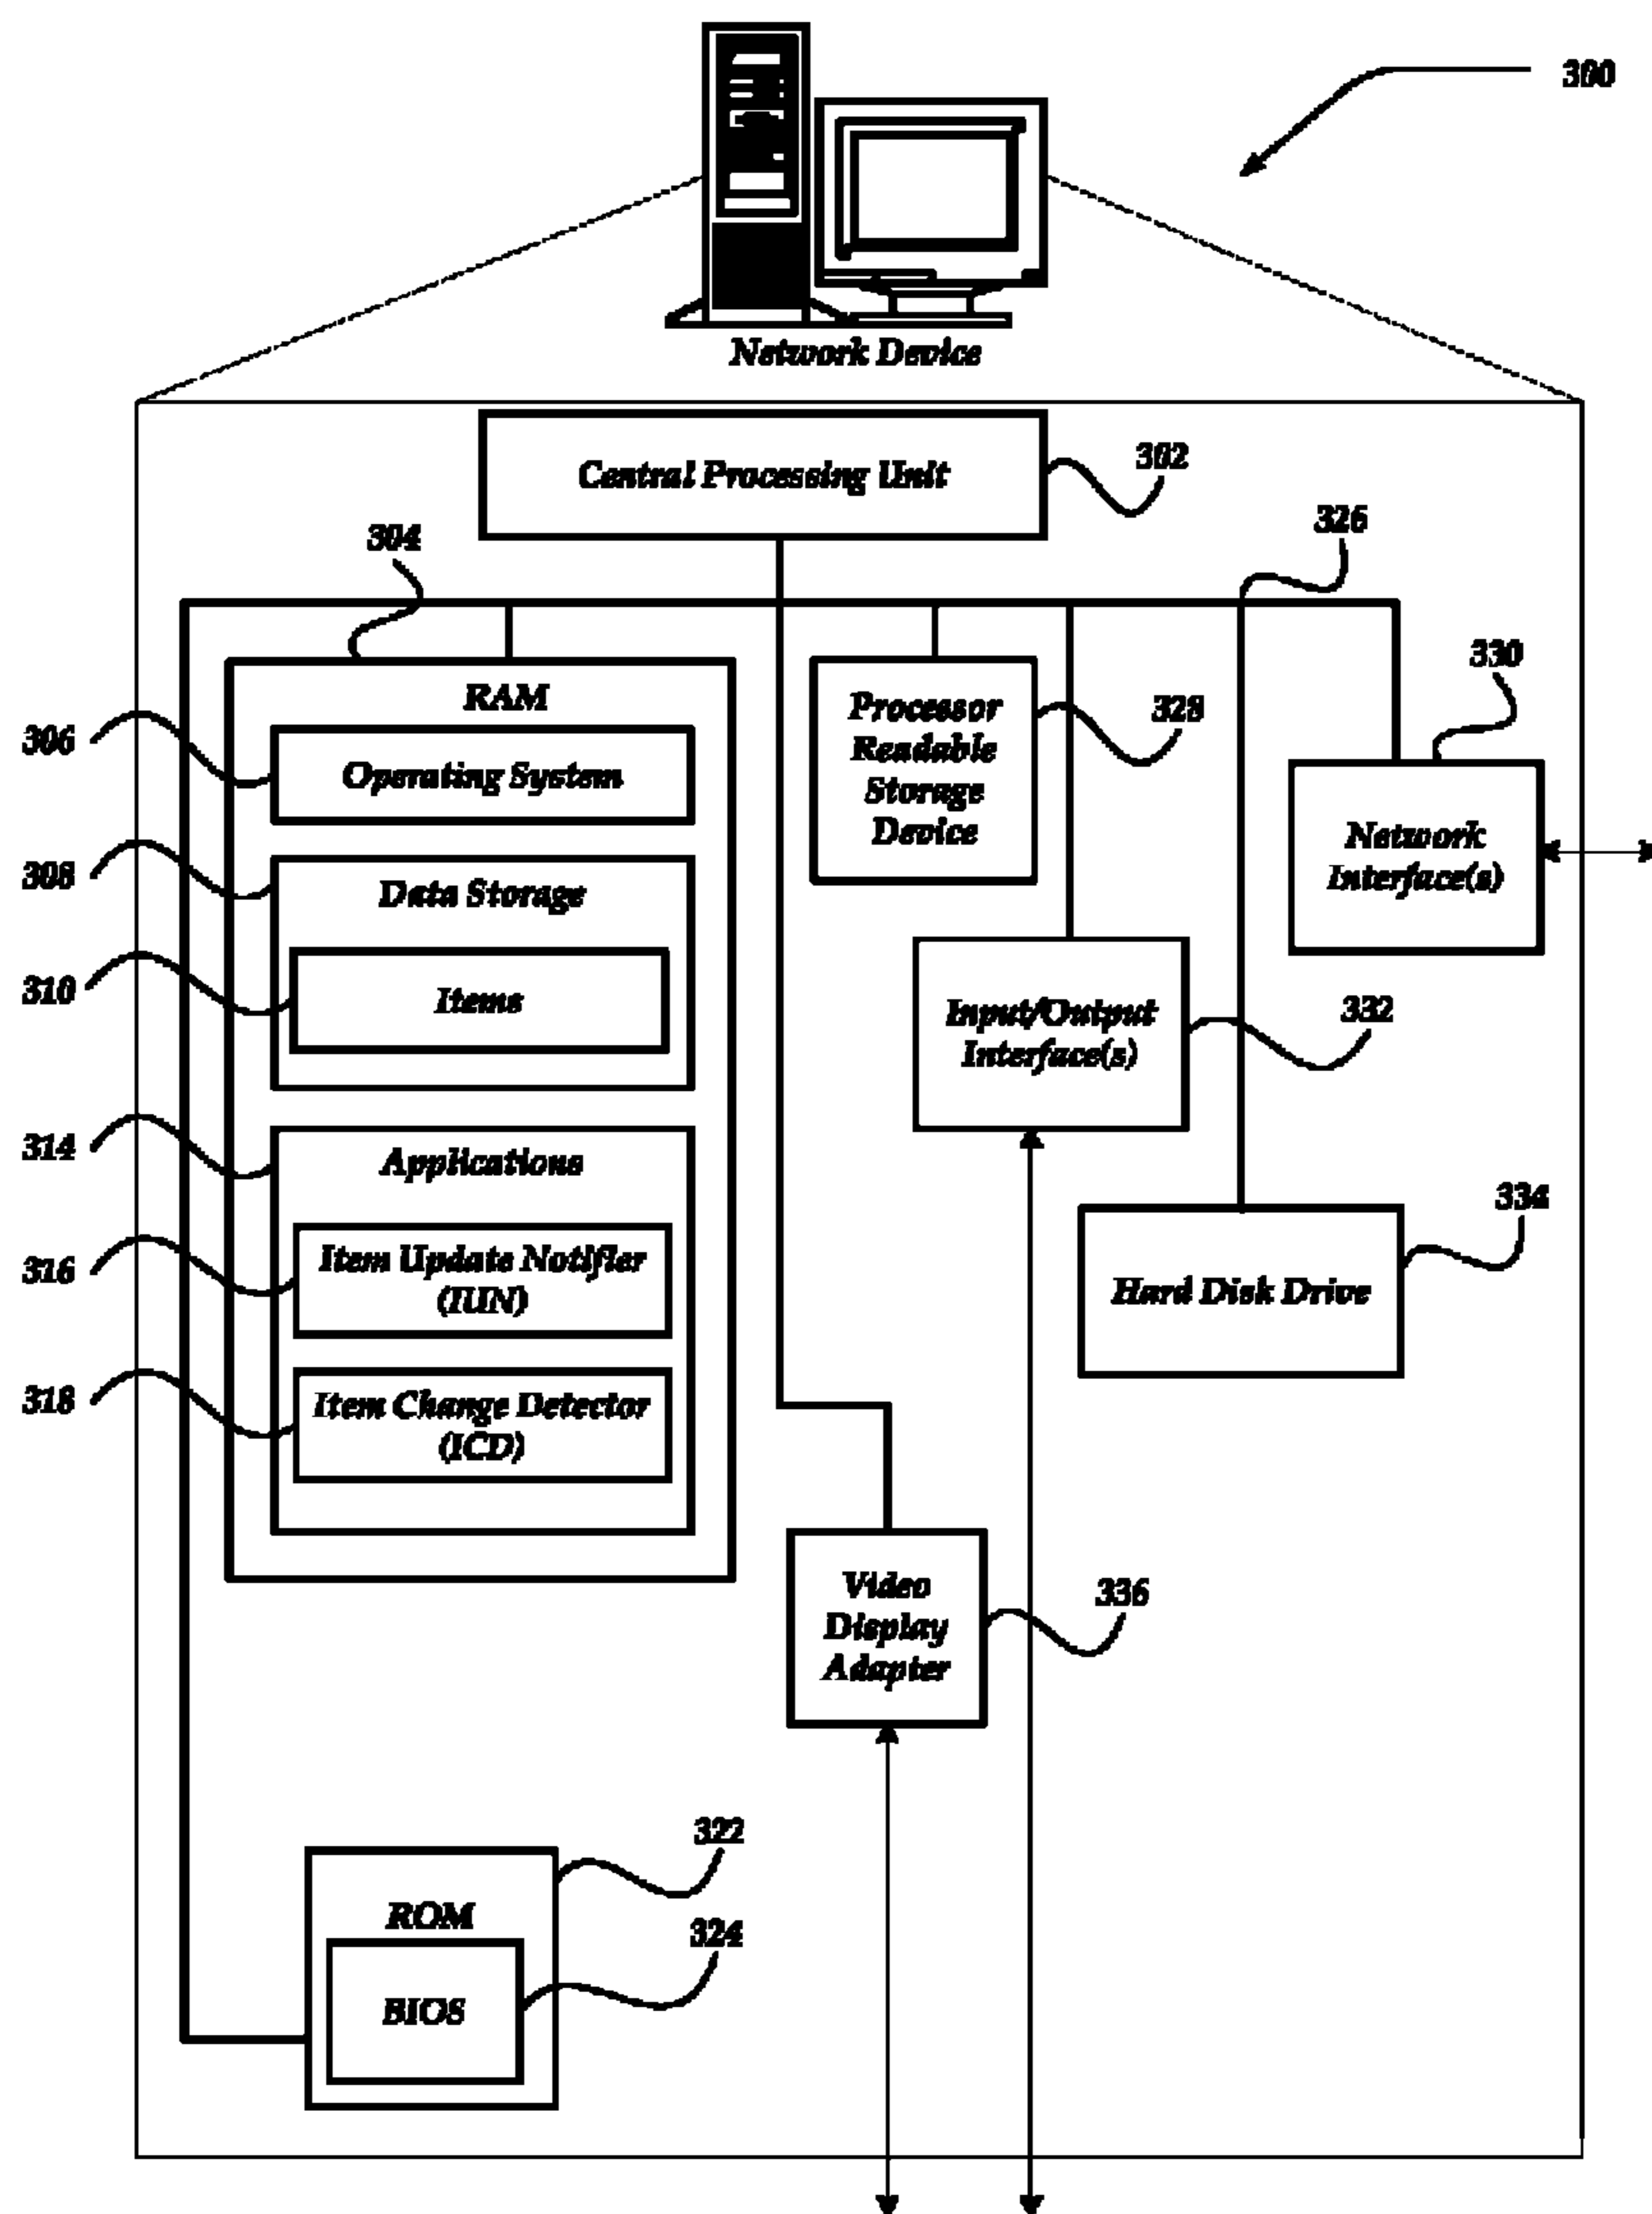 300
Network Device
Central Processing Unit
302
304
326
RAM
330
306
Operating System
Processor
Readable
Storage
Device
328
Network
Interface(s)
308
Data Storage
310
Items
Input/Output
Interface(s)
332
314
Applications
334
316
Item Update Notifier
(IUN)
Hard Disk Drive
318
Item Change Detector
(ICD)
Video
Display
Adapter
336
322
ROM
324
BIOS